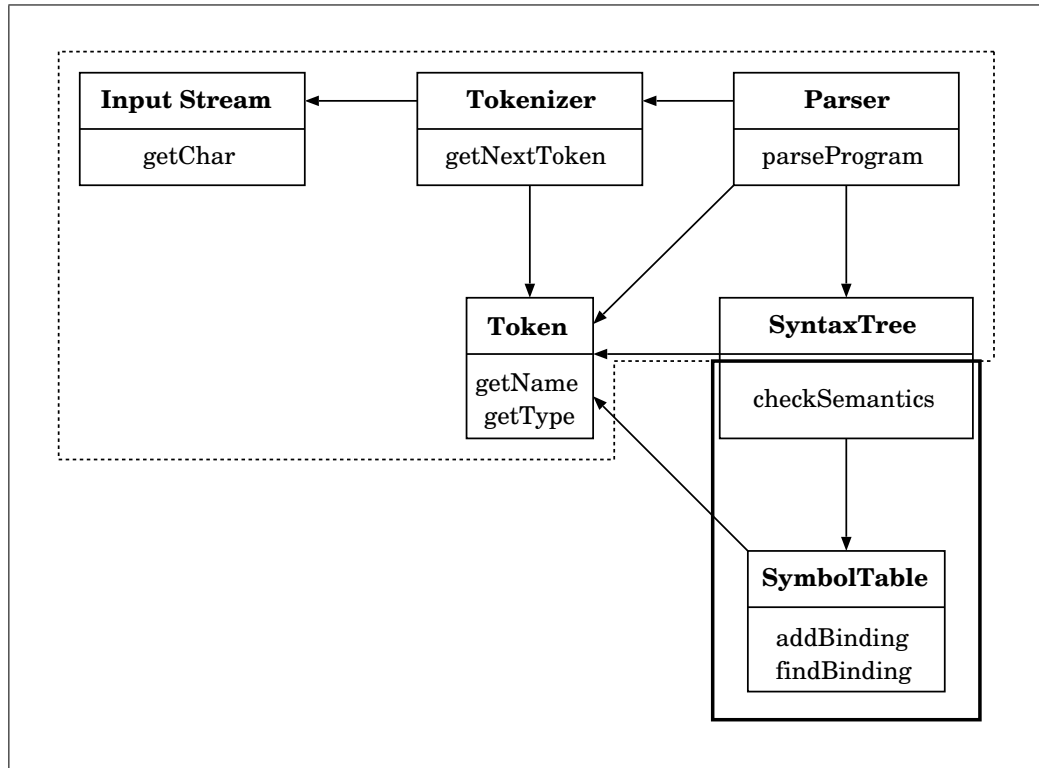 Input Stream
getChar
Tokenizer
getNextToken
Parser
parseProgram
Token
getName
getType
SyntaxTree
checkSemantics
SymbolTable
addBinding
findBinding